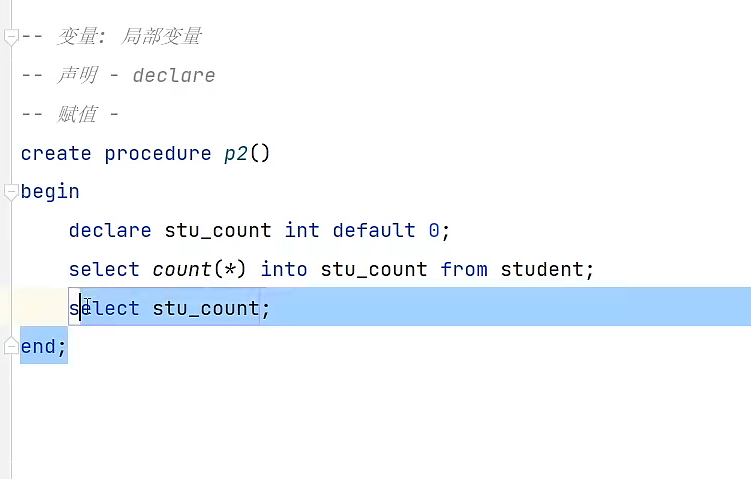 -- 变量: 局部变量
-- 声明 - declare
-- 赋值 -
create procedure p2()
begin
    declare stu_count int default 0;
    select count(*) into stu_count from student;
    select stu_count;
end;